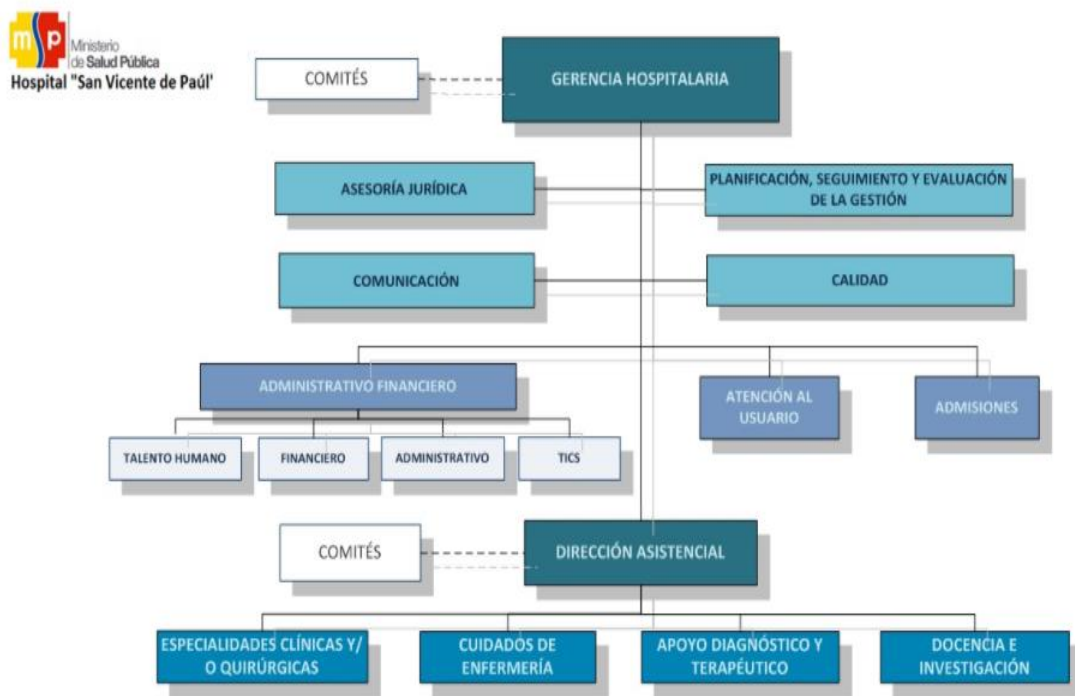 msp
Ministerio
de Salud Pública
Hospital "San Vicente de Paúl'
COMITÉS
GERENCIA HOSPITALARIA
ASESORÍA JURÍDICA
PLANIFICACIÓN, SEGUIMIENTO Y EVALUACIÓN
DE LA GESTIÓN
COMUNICACIÓN
CALIDAD
ADMINISTRATIVO FINANCIERO
ATENCIÓN AL
USUARIO
ADMISIONES
TALENTO HUMANO
FINANCIERO
ADMINISTRATIVO
TICS
COMITÉS
DIRECCIÓN ASISTENCIAL
ESPECIALIDADES CLÍNICAS Y/
O QUIRÚRGICAS
CUIDADOS DE
ENFERMERÍA
APOYO DIAGNÓSTICO Y
TERAPÉUTICO
DOCENCIA E
INVESTIGACIÓN